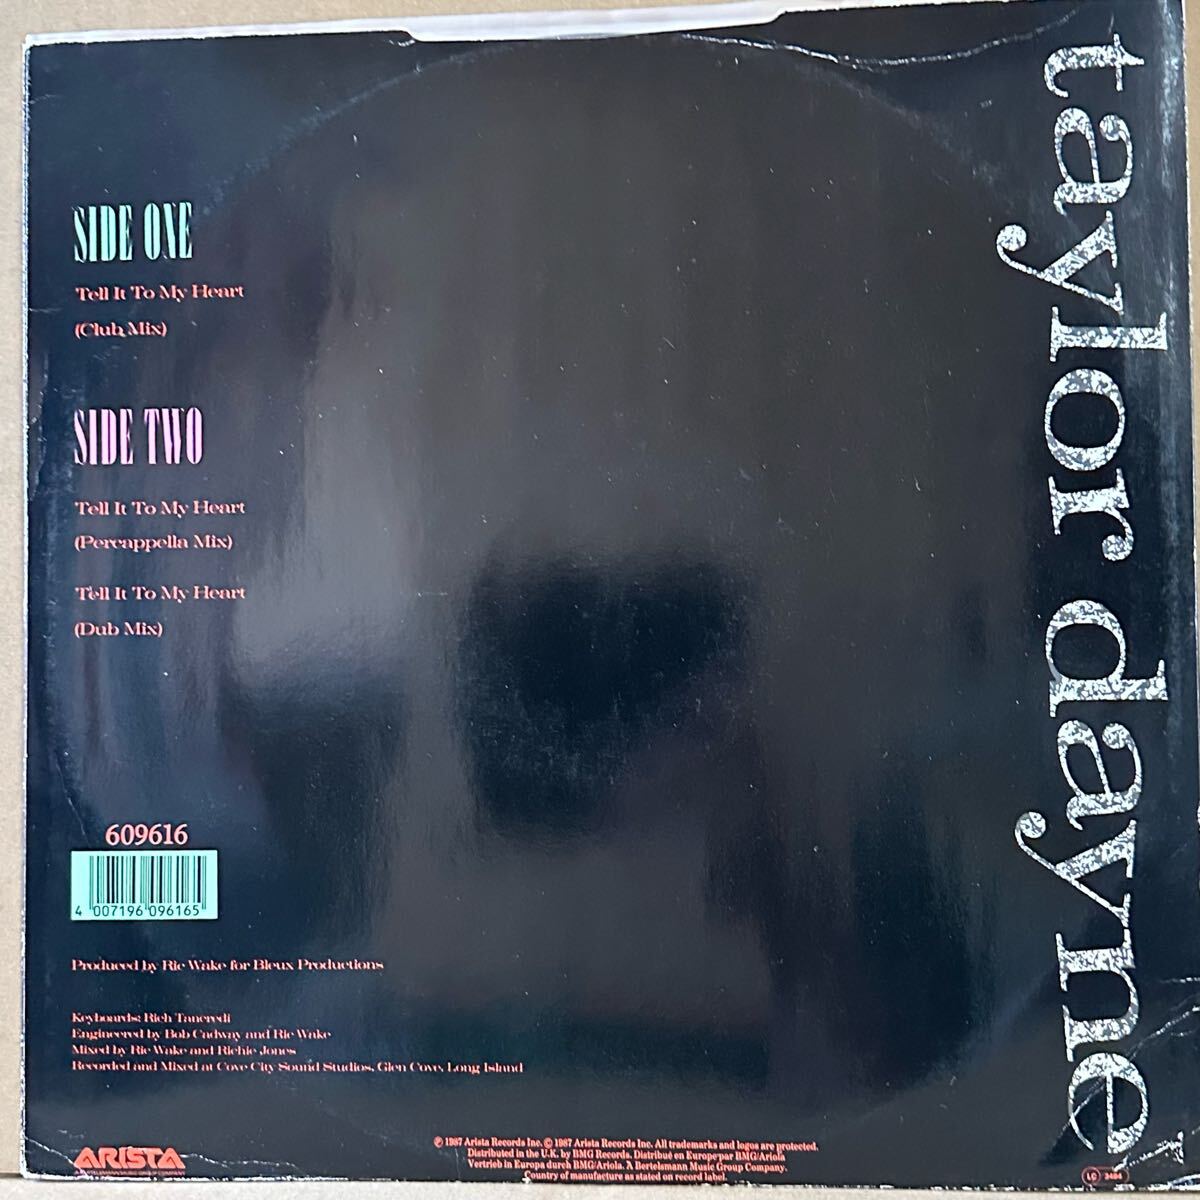 taylor dayne
SIDE ONE
Tell It To My Heart
(Club Mix)
SIDE TWO
Tell It To My Heart
(Percappella Mix)
Tell It To My Heart
(Dub Mix)
609616
4 007196 096165
Produced by Ric Wake for Bleux Productions
Keyboards: Rich Tancredi
Engineered by Bob Cadway and Ric Wake
Mixed by Ric Wake and Richie Jones
Recorded and Mixed at Cove City Sound Studios, Glen Cove, Long Island
ARISTA
A BERTELSMANN MUSIC GROUP COMPANY
℗ 1987 Arista Records Inc. © 1987 Arista Records Inc. All trademarks and logos are protected.
Distributed in the U.K. by BMG Records. Distribué en Europe par BMG/Ariola
Vertrieb in Europa durch BMG/Ariola. A Bertelsmann Music Group Company.
Country of manufacture as stated on record label.
LC 3484